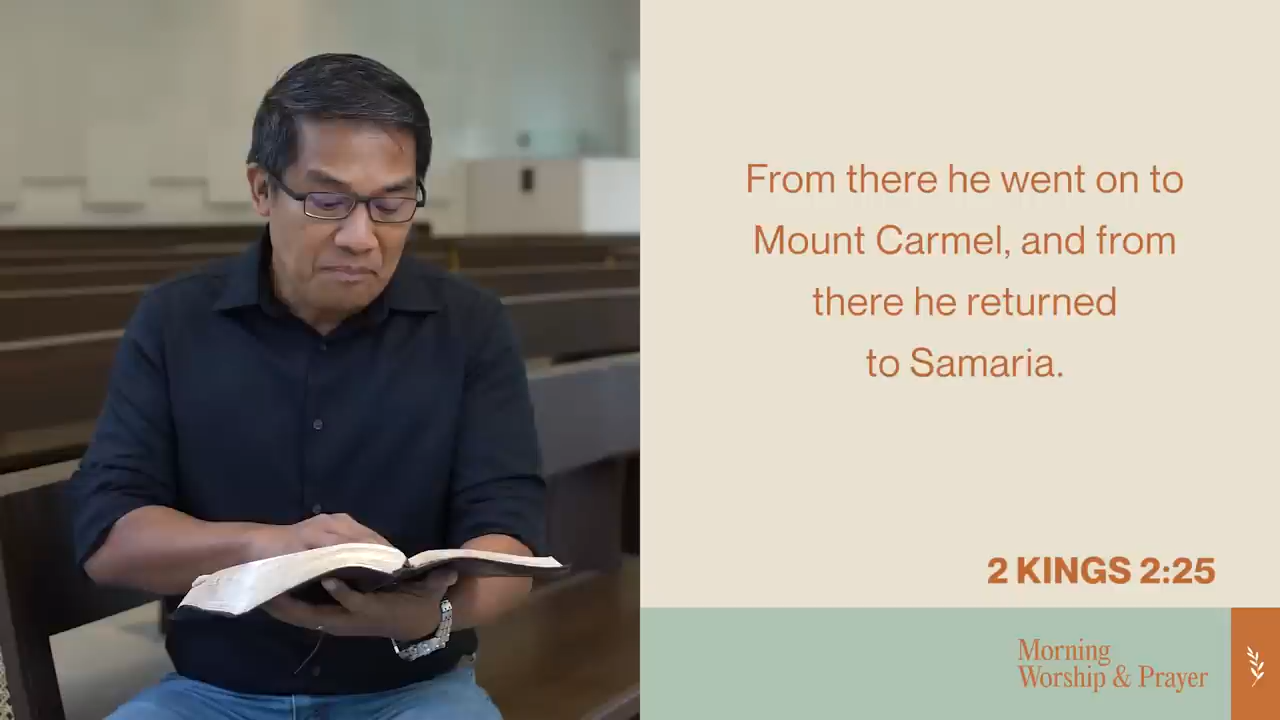 From there he went on to
Mount Carmel, and from
there he returned
to Samaria.
2 KINGS 2:25
Morning
Worship & Prayer